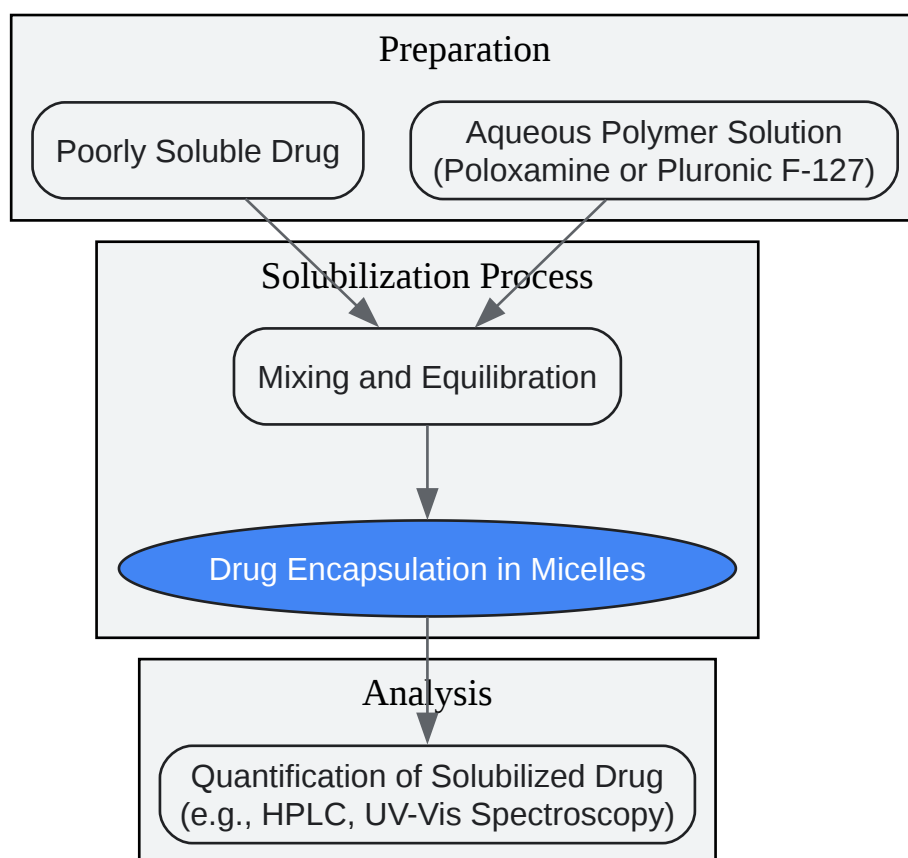 Preparation
Poorly Soluble Drug
Aqueous Polymer Solution
(Poloxamine or Pluronic F-127)
Solubilization Process
Mixing and Equilibration
Drug Encapsulation in Micelles
Analysis
Quantification of Solubilized Drug
(e.g., HPLC, UV-Vis Spectroscopy)